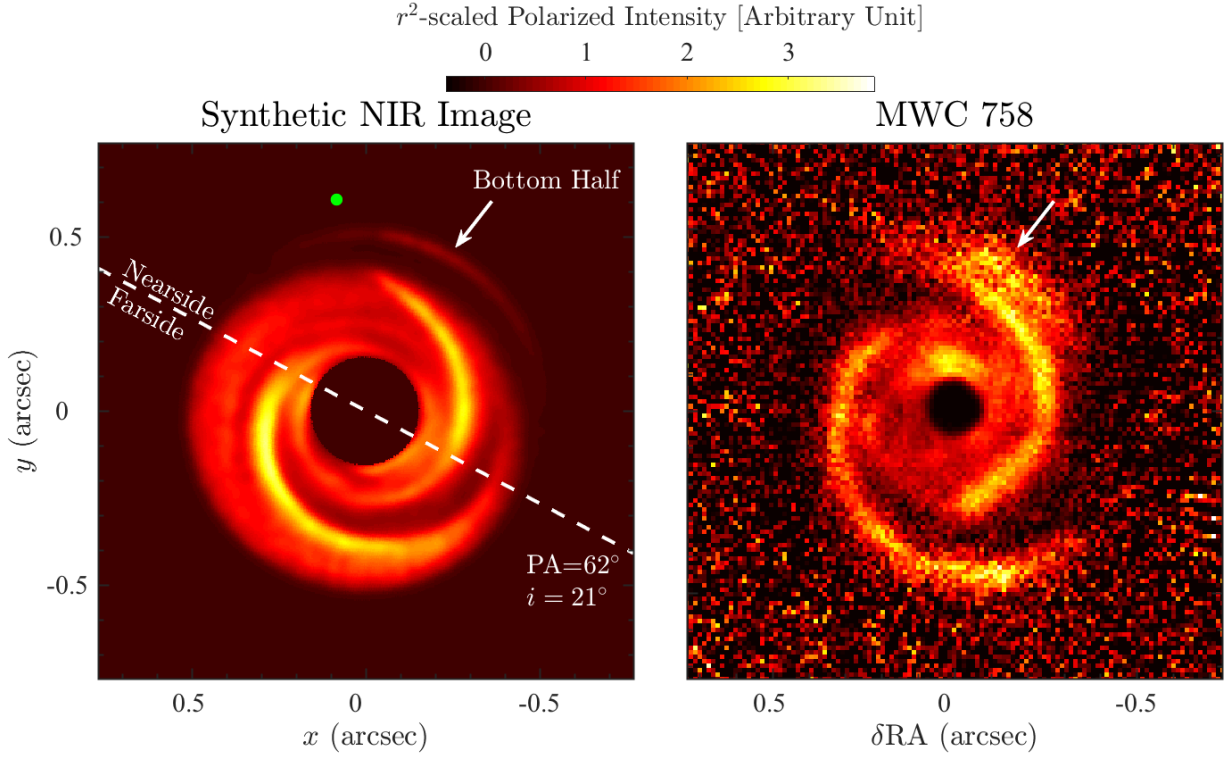 r²-scaled Polarized Intensity [Arbitrary Unit]
0 1 2 3
Synthetic NIR Image
MWC 758
Bottom Half
Nearside
Farside
PA=62°
i = 21°
0.5
0
-0.5
y (arcsec)
0.5 0 -0.5
x (arcsec)
0.5 0 -0.5
δRA (arcsec)